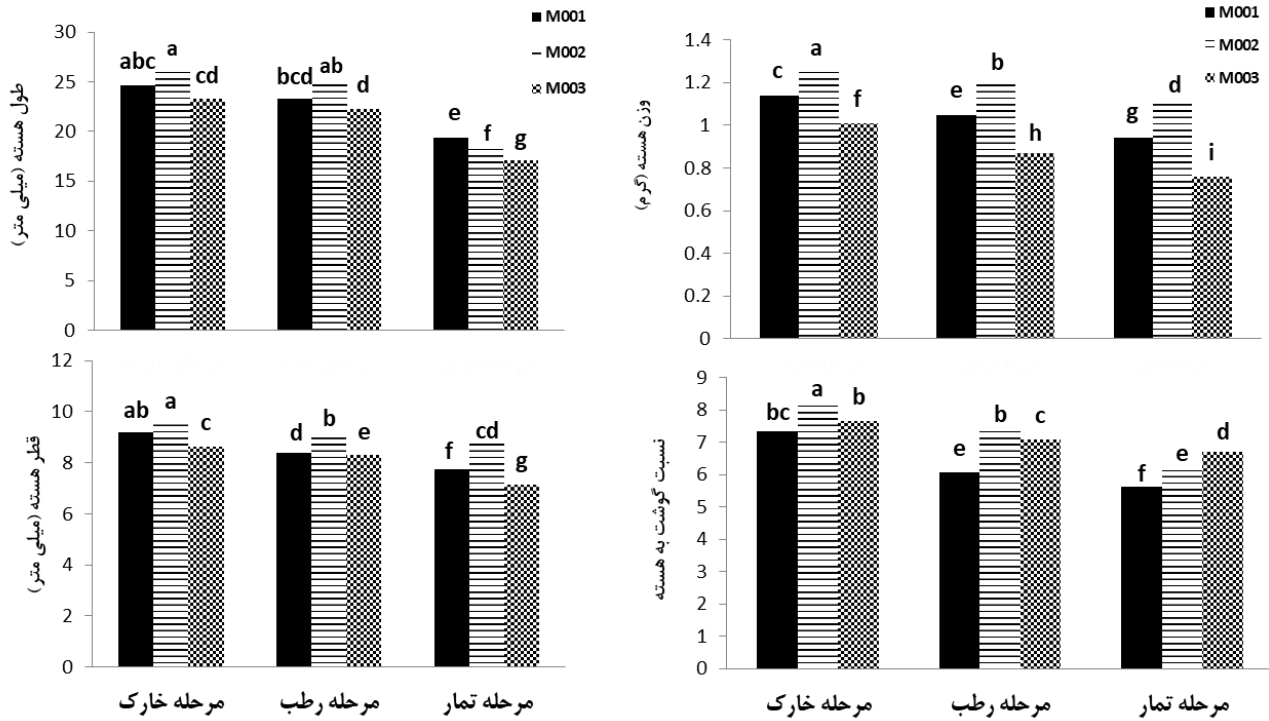 M001
M002
M003
30
25
20
15
10
5
0
طول هسته (میلی متر)
abc
a
cd
bcd
ab
d
e
f
g
M001
M002
M003
1.4
1.2
1
0.8
0.6
0.4
0.2
0
وزن هسته (گرم)
c
a
f
e
b
h
g
d
i
12
10
8
6
4
2
0
قطر هسته (میلی متر)
ab
a
c
d
b
e
f
cd
g
مرحله خارک
مرحله رطب
مرحله تمار
9
8
7
6
5
4
3
2
1
0
نسبت گوشت به هسته
bc
a
b
e
b
c
f
e
d
مرحله خارک
مرحله رطب
مرحله تمار